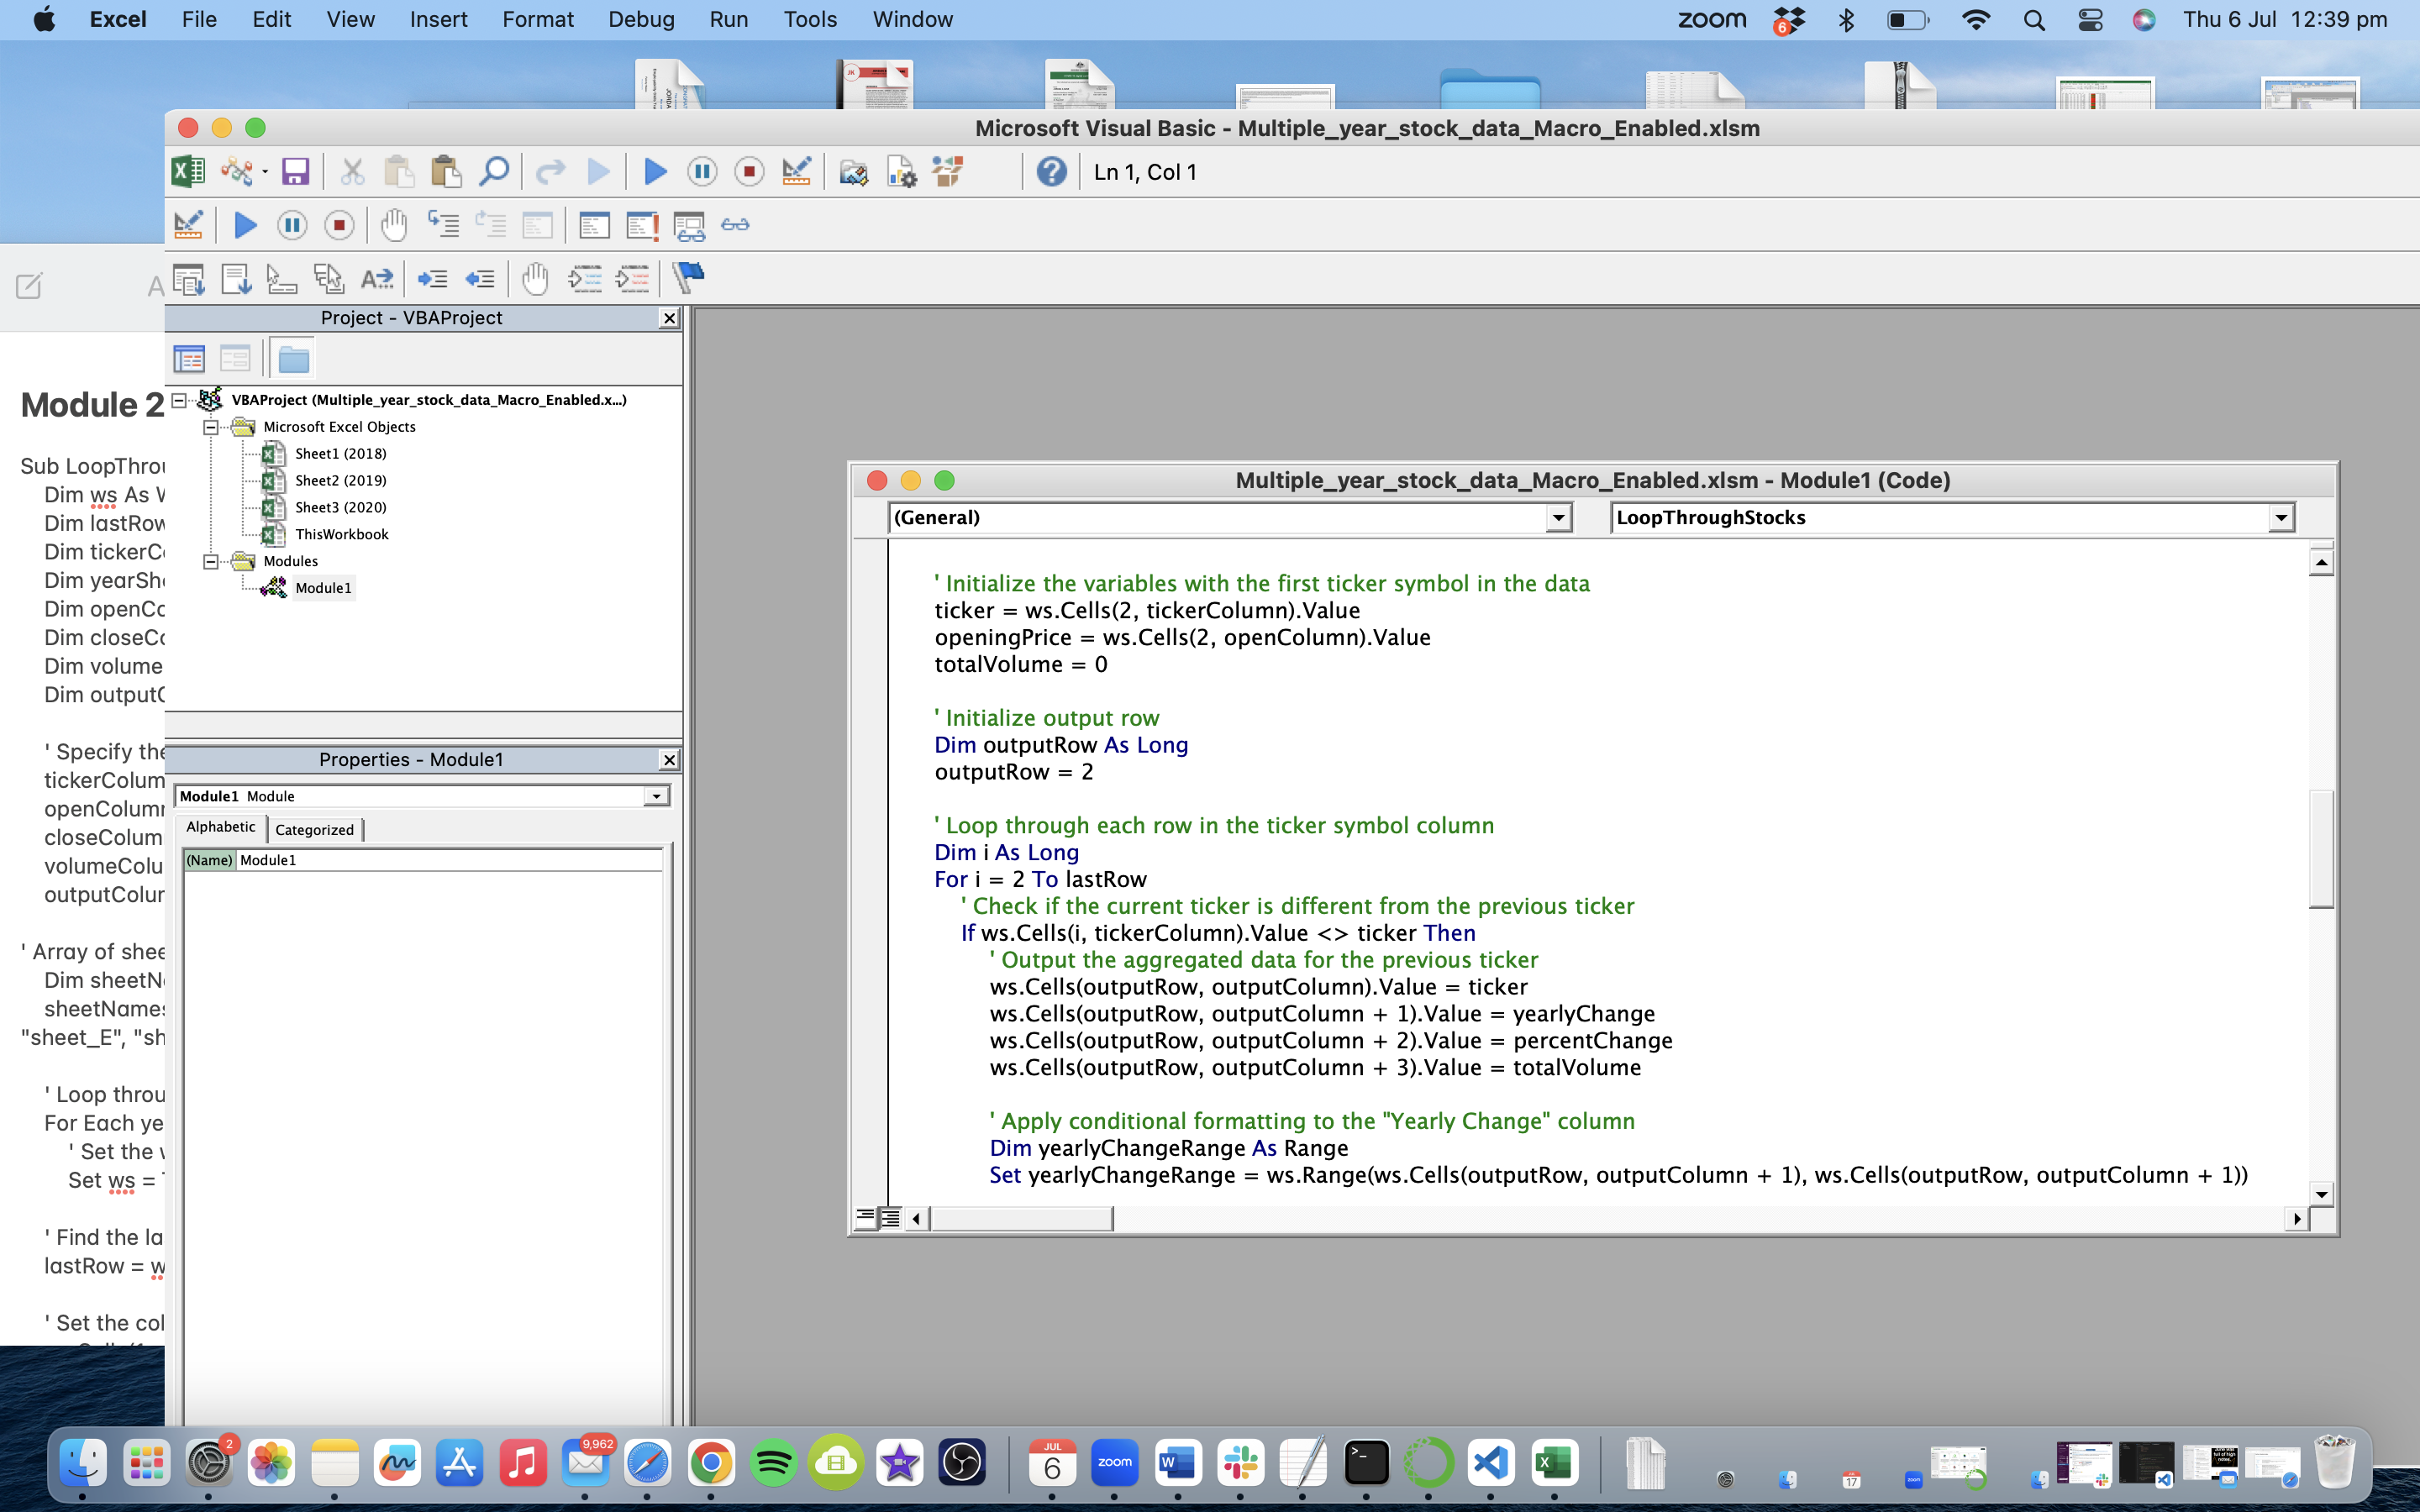 Excel File Edit View Insert Format Debug Run Tools Window zoom 6 Thu 6 Jul 12:39 pm
JK
Microsoft Visual Basic - Multiple_year_stock_data_Macro_Enabled.xlsm
Ln 1, Col 1
A
Project - VBAProject
Module 2
VBAProject (Multiple_year_stock_data_Macro_Enabled.x...)
Microsoft Excel Objects
Sheet1 (2018)
Sheet2 (2019)
Sheet3 (2020)
ThisWorkbook
Modules
Module1
Sub LoopThrou
Dim ws As W
Dim lastRow
Dim tickerCo
Dim yearShe
Dim openCo
Dim closeCo
Dim volume
Dim outputC
' Specify the
tickerColum
openColumn
closeColum
volumeColu
outputColun
' Array of shee
Dim sheetNa
sheetNames
"sheet_E", "sh
' Loop throu
For Each ye
' Set the w
Set ws = T
' Find the la
lastRow = w
' Set the col
Properties - Module1
Module1 Module
Alphabetic Categorized
(Name) Module1
Multiple_year_stock_data_Macro_Enabled.xlsm - Module1 (Code)
(General) LoopThroughStocks
' Initialize the variables with the first ticker symbol in the data
ticker = ws.Cells(2, tickerColumn).Value
openingPrice = ws.Cells(2, openColumn).Value
totalVolume = 0
' Initialize output row
Dim outputRow As Long
outputRow = 2
' Loop through each row in the ticker symbol column
Dim i As Long
For i = 2 To lastRow
' Check if the current ticker is different from the previous ticker
If ws.Cells(i, tickerColumn).Value <> ticker Then
' Output the aggregated data for the previous ticker
ws.Cells(outputRow, outputColumn).Value = ticker
ws.Cells(outputRow, outputColumn + 1).Value = yearlyChange
ws.Cells(outputRow, outputColumn + 2).Value = percentChange
ws.Cells(outputRow, outputColumn + 3).Value = totalVolume
' Apply conditional formatting to the "Yearly Change" column
Dim yearlyChangeRange As Range
Set yearlyChangeRange = ws.Range(ws.Cells(outputRow, outputColumn + 1), ws.Cells(outputRow, outputColumn + 1))
2 9,962 JUL 6 zoom W X 17